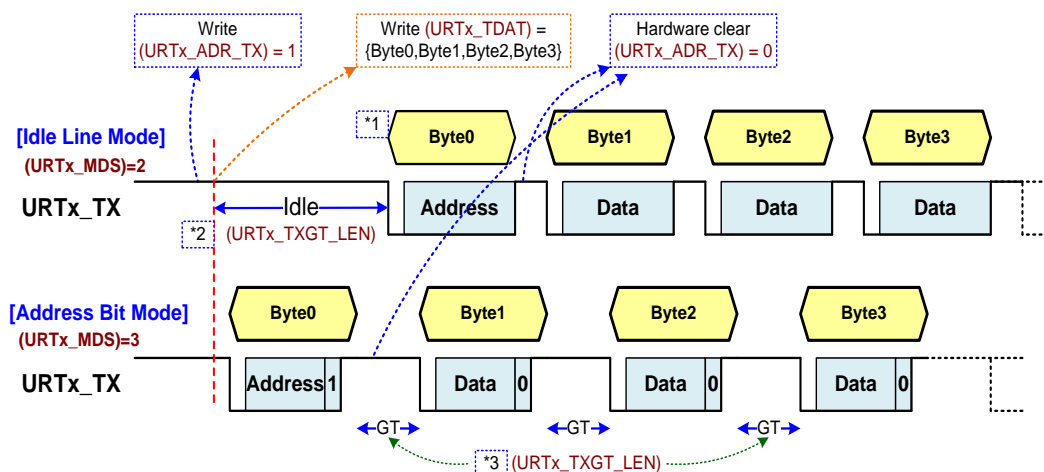 Write
(URTx_ADR_TX) = 1
Write (URTx_TDAT) =
{Byte0,Byte1,Byte2,Byte3}
Hardware clear
(URTx_ADR_TX) = 0
*1
Byte0
Byte1
Byte2
Byte3
[Idle Line Mode]
(URTx_MDS)=2
URTx_TX
Idle
Address
Data
Data
Data
*2
(URTx_TXGT_LEN)
Byte0
Byte1
Byte2
Byte3
[Address Bit Mode]
(URTx_MDS)=3
URTx_TX
Address 1
Data 0
Data 0
Data 0
GT
GT
GT
*3 (URTx_TXGT_LEN)